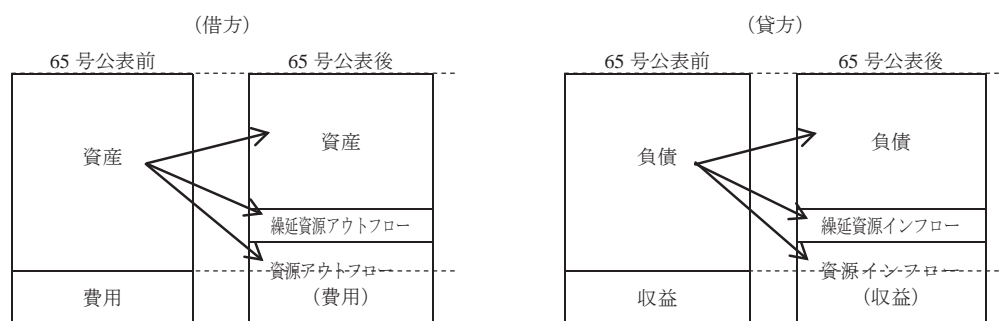 （借方）
（貸方）
65 号公表前
65 号公表後
65 号公表前
65 号公表後
資産
資産
負債
負債
繰延資源アウトフロー
繰延資源インフロー
資源アウトフロー
資源インフロー
費用
（費用）
収益
（収益）